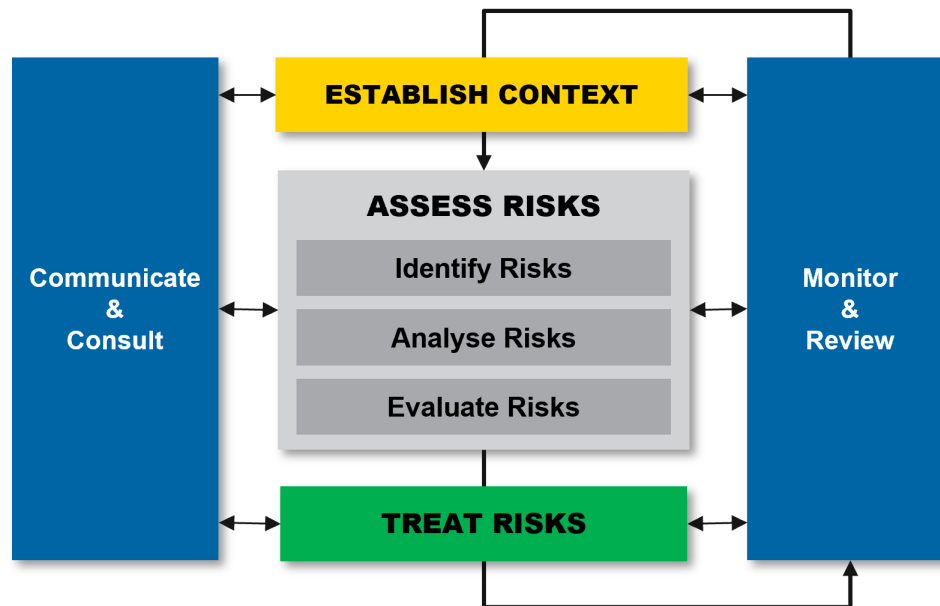 ESTABLISH CONTEXT
ASSESS RISKS
Identify Risks
Analyse Risks
Evaluate Risks
TREAT RISKS
Communicate
&
Consult
Monitor
&
Review